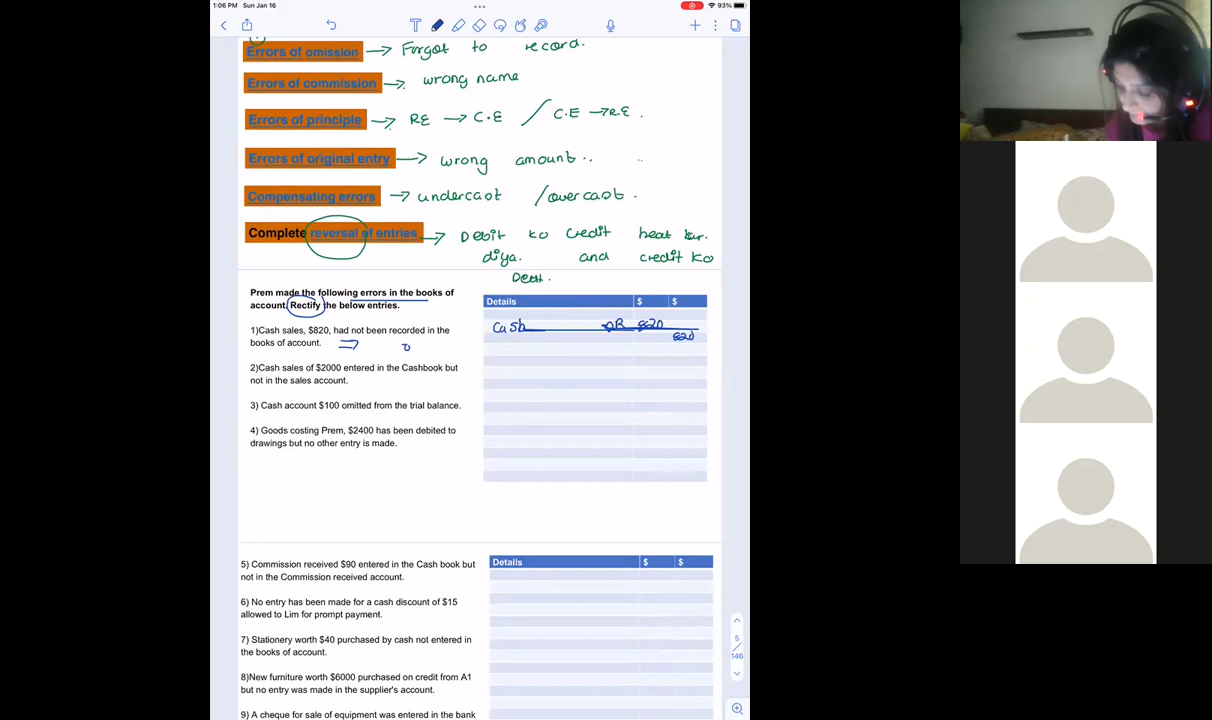 1:06 PM Sun Jan 16
93%
Errors of omission → Forgot to record.
Errors of commission → wrong name
Errors of principle → RE → C.E / C.E → R.E.
Errors of original entry → wrong amount..
Compensating errors → undercast /overcast.
Complete reversal of entries → Debit ko credit
diya. and credit ko
Prem made the following errors in the books of
account. Rectify the below entries.
1)Cash sales, $820, had not been recorded in the
books of account. ⇒
2)Cash sales of $2000 entered in the Cashbook but
not in the sales account.
3) Cash account $100 omitted from the trial balance.
4) Goods costing Prem, $2400 has been debited to
drawings but no other entry is made.
Details $ $
Cash DR 820
820
5) Commission received $90 entered in the Cash book but
not in the Commission received account.
6) No entry has been made for a cash discount of $15
allowed to Lim for prompt payment.
7) Stationery worth $40 purchased by cash not entered in
the books of account.
8)New furniture worth $6000 purchased on credit from A1
but no entry was made in the supplier's account.
9) A cheque for sale of equipment was entered in the bank
Details $ $
5
146